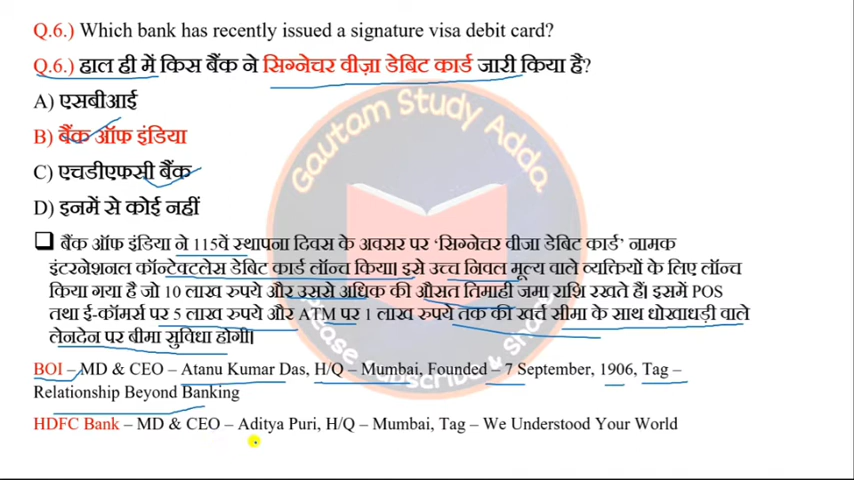 Q.6.) Which bank has recently issued a signature visa debit card?
Q.6.) हाल ही में किस बैंक ने सिग्नेचर वीज़ा डेबिट कार्ड जारी किया है?
A) एसबीआई
B) बैंक ऑफ इंडिया
C) एचडीएफसी बैंक
D) इनमें से कोई नहीं
बैंक ऑफ इंडिया ने 115वें स्थापना दिवस के अवसर पर ‘सिग्नेचर वीजा डेबिट कार्ड’ नामक
इंटरनेशनल कॉन्टेक्टलेस डेबिट कार्ड लॉन्च किया। इसे उच्च निवल मूल्य वाले व्यक्तियों के लिए लॉन्च
किया गया है जो 10 लाख रुपये और उससे अधिक की औसत तिमाही जमा राशि रखते हैं। इसमें POS
तथा ई-कॉमर्स पर 5 लाख रुपये और ATM पर 1 लाख रुपये तक की खर्च सीमा के साथ धोखाधड़ी वाले
लेनदेन पर बीमा सुविधा होगी।
BOI – MD & CEO – Atanu Kumar Das, H/Q – Mumbai, Founded – 7 September, 1906, Tag –
Relationship Beyond Banking
HDFC Bank – MD & CEO – Aditya Puri, H/Q – Mumbai, Tag – We Understood Your World
Gautam Study Adda
Subscribe & Share